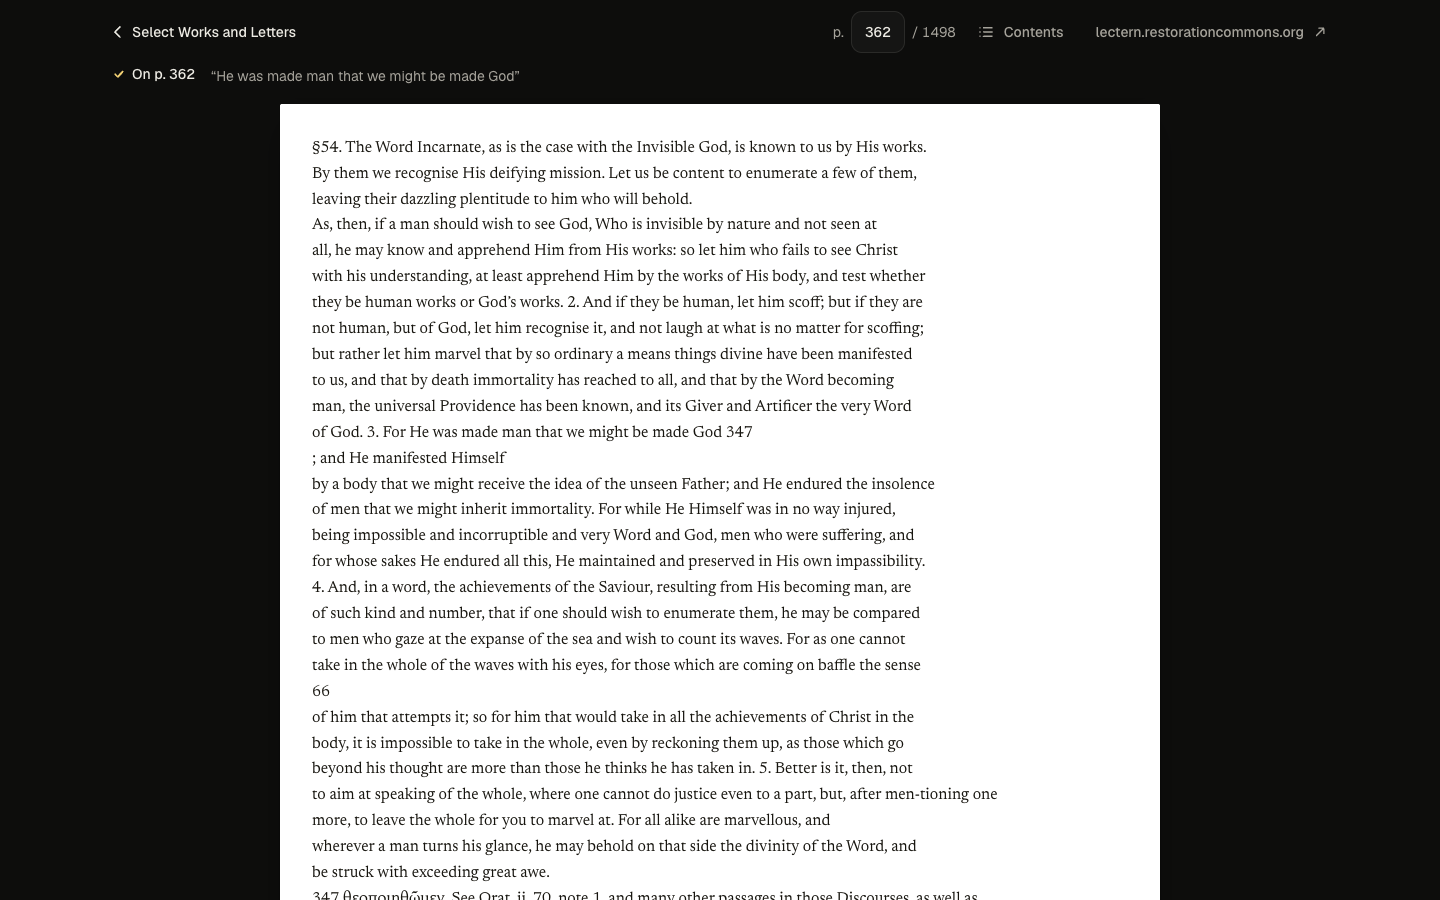 Select Works and Letters
p. 362 / 1498
Contents
lectern.restorationcommons.org
On p. 362 “He was made man that we might be made God”
§54. The Word Incarnate, as is the case with the Invisible God, is known to us by His works.
By them we recognise His deifying mission. Let us be content to enumerate a few of them,
leaving their dazzling plentitude to him who will behold.
As, then, if a man should wish to see God, Who is invisible by nature and not seen at
all, he may know and apprehend Him from His works: so let him who fails to see Christ
with his understanding, at least apprehend Him by the works of His body, and test whether
they be human works or God’s works. 2. And if they be human, let him scoff; but if they are
not human, but of God, let him recognise it, and not laugh at what is no matter for scoffing;
but rather let him marvel that by so ordinary a means things divine have been manifested
to us, and that by death immortality has reached to all, and that by the Word becoming
man, the universal Providence has been known, and its Giver and Artificer the very Word
of God. 3. For He was made man that we might be made God 347
; and He manifested Himself
by a body that we might receive the idea of the unseen Father; and He endured the insolence
of men that we might inherit immortality. For while He Himself was in no way injured,
being impossible and incorruptible and very Word and God, men who were suffering, and
for whose sakes He endured all this, He maintained and preserved in His own impassibility.
4. And, in a word, the achievements of the Saviour, resulting from His becoming man, are
of such kind and number, that if one should wish to enumerate them, he may be compared
to men who gaze at the expanse of the sea and wish to count its waves. For as one cannot
take in the whole of the waves with his eyes, for those which are coming on baffle the sense
66
of him that attempts it; so for him that would take in all the achievements of Christ in the
body, it is impossible to take in the whole, even by reckoning them up, as those which go
beyond his thought are more than those he thinks he has taken in. 5. Better is it, then, not
to aim at speaking of the whole, where one cannot do justice even to a part, but, after men-tioning one
more, to leave the whole for you to marvel at. For all alike are marvellous, and
wherever a man turns his glance, he may behold on that side the divinity of the Word, and
be struck with exceeding great awe.
347 θεοποιηθῶμεν. See Orat. ii. 70, note 1, and many other passages in those Discourses, as well as